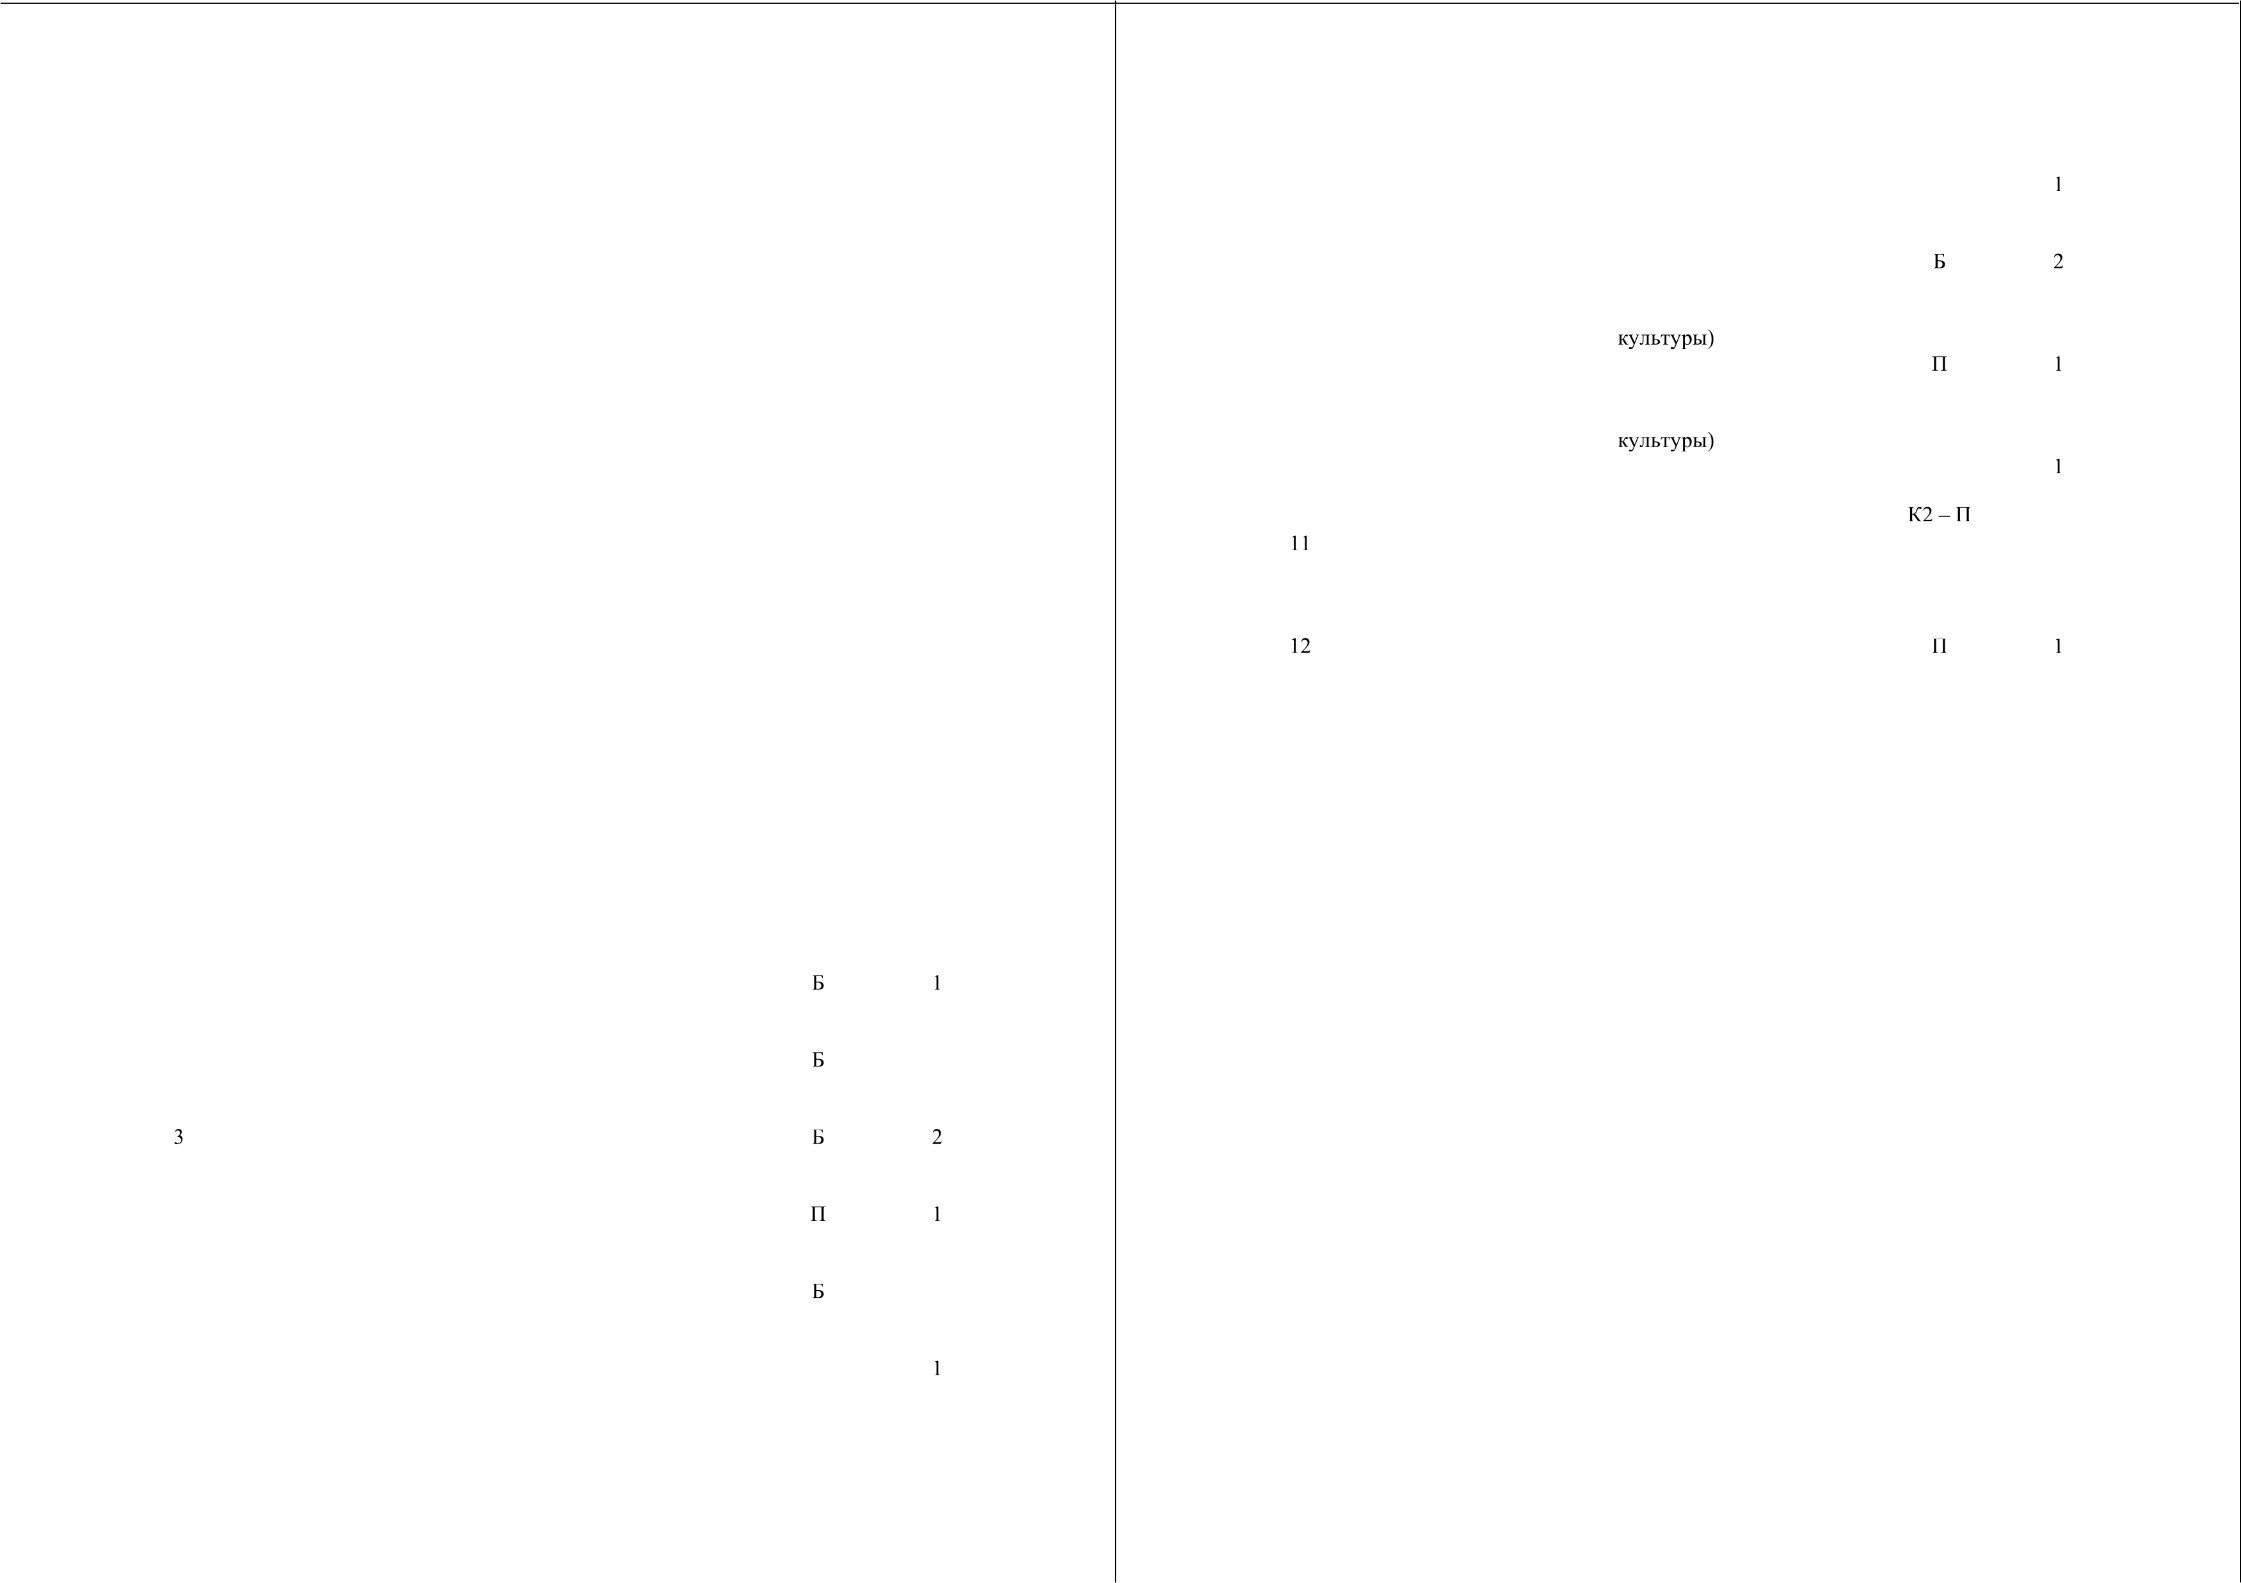 Б 1
Б
3 Б 2
П 1
Б
1
1
Б 2
культуры)
П 1
культуры)
1
К2 – П
11
12 П 1